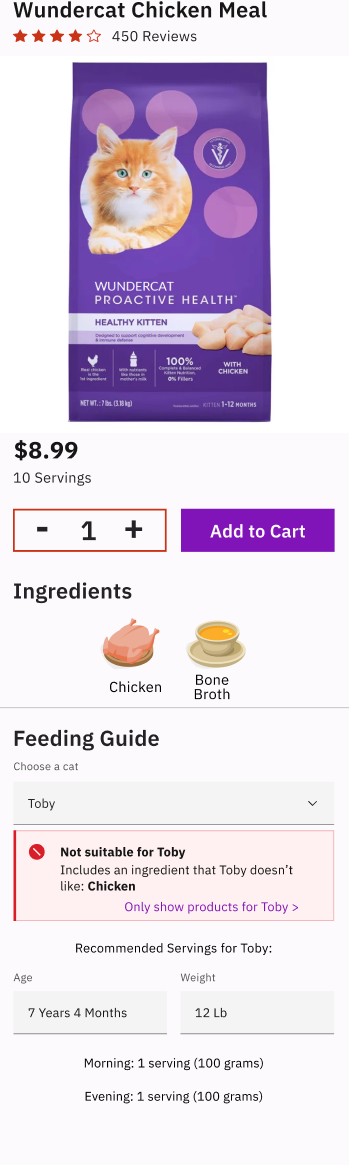 Wundercat Chicken Meal
450 Reviews
WUNDERCAT
PROACTIVE HEALTH™
HEALTHY KITTEN
Designed to support cognitive development
& immune defense
Real chicken
is the
1st ingredient
With nutrients
like those in
mother's milk
100%
Complete & Balanced
Kitten Nutrition,
0% Fillers
WITH
CHICKEN
NET WT.: 7 lbs. (3.18 kg)
KITTEN 1-12 MONTHS
$8.99
10 Servings
- 1 +
Add to Cart
Ingredients
Chicken
Bone
Broth
Feeding Guide
Choose a cat
Toby
Not suitable for Toby
Includes an ingredient that Toby doesn't
like: Chicken
Only show products for Toby >
Recommended Servings for Toby:
Age
Weight
7 Years 4 Months
12 Lb
Morning: 1 serving (100 grams)
Evening: 1 serving (100 grams)